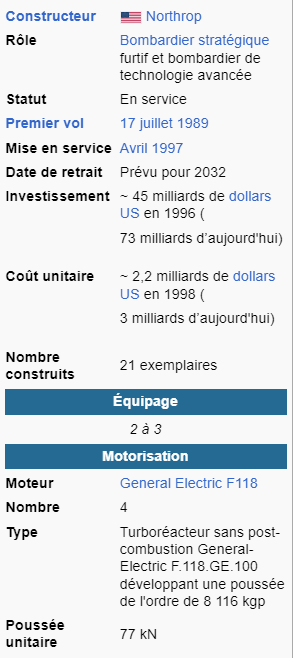 Constructeur Northrop
Rôle Bombardier stratégique
furtif et bombardier de
technologie avancée
Statut En service
Premier vol 17 juillet 1989
Mise en service Avril 1997
Date de retrait Prévu pour 2032
Investissement ~ 45 milliards de dollars
US en 1996 (
73 milliards d’aujourd'hui)
Coût unitaire ~ 2,2 milliards de dollars
US en 1998 (
3 milliards d’aujourd'hui)
Nombre
construits 21 exemplaires
Équipage
2 à 3
Motorisation
Moteur General Electric F118
Nombre 4
Type Turboréacteur sans post-
combustion General-
Electric F.118.GE.100
développant une poussée
de l'ordre de 8 116 kgp
Poussée
unitaire 77 kN